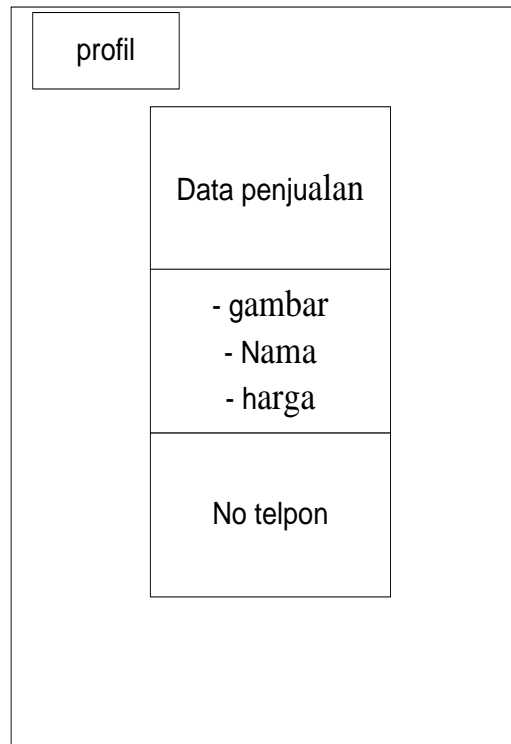 profil
Data penjualan
- gambar
- Nama
- harga
No telpon